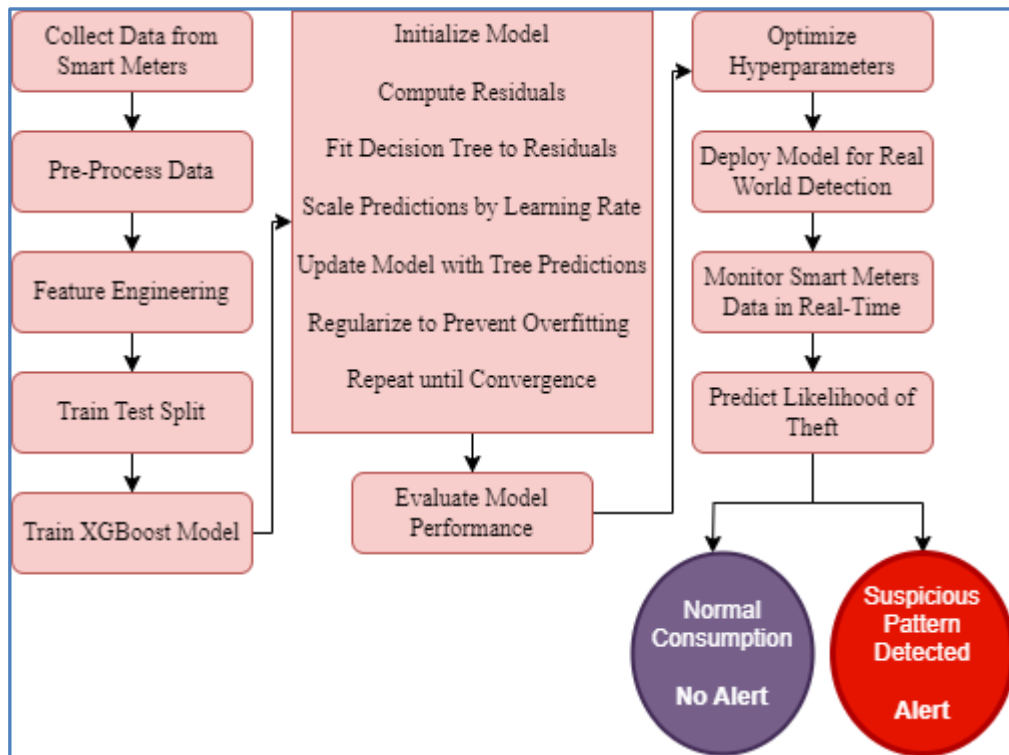 Collect Data from
Smart Meters
Pre-Process Data
Feature Engineering
Train Test Split
Train XGBoost Model
Initialize Model
Compute Residuals
Fit Decision Tree to Residuals
Scale Predictions by Learning Rate
Update Model with Tree Predictions
Regularize to Prevent Overfitting
Repeat until Convergence
Evaluate Model
Performance
Optimize
Hyperparameters
Deploy Model for Real
World Detection
Monitor Smart Meters
Data in Real-Time
Predict Likelihood of
Theft
Normal
Consumption
No Alert
Suspicious
Pattern
Detected
Alert